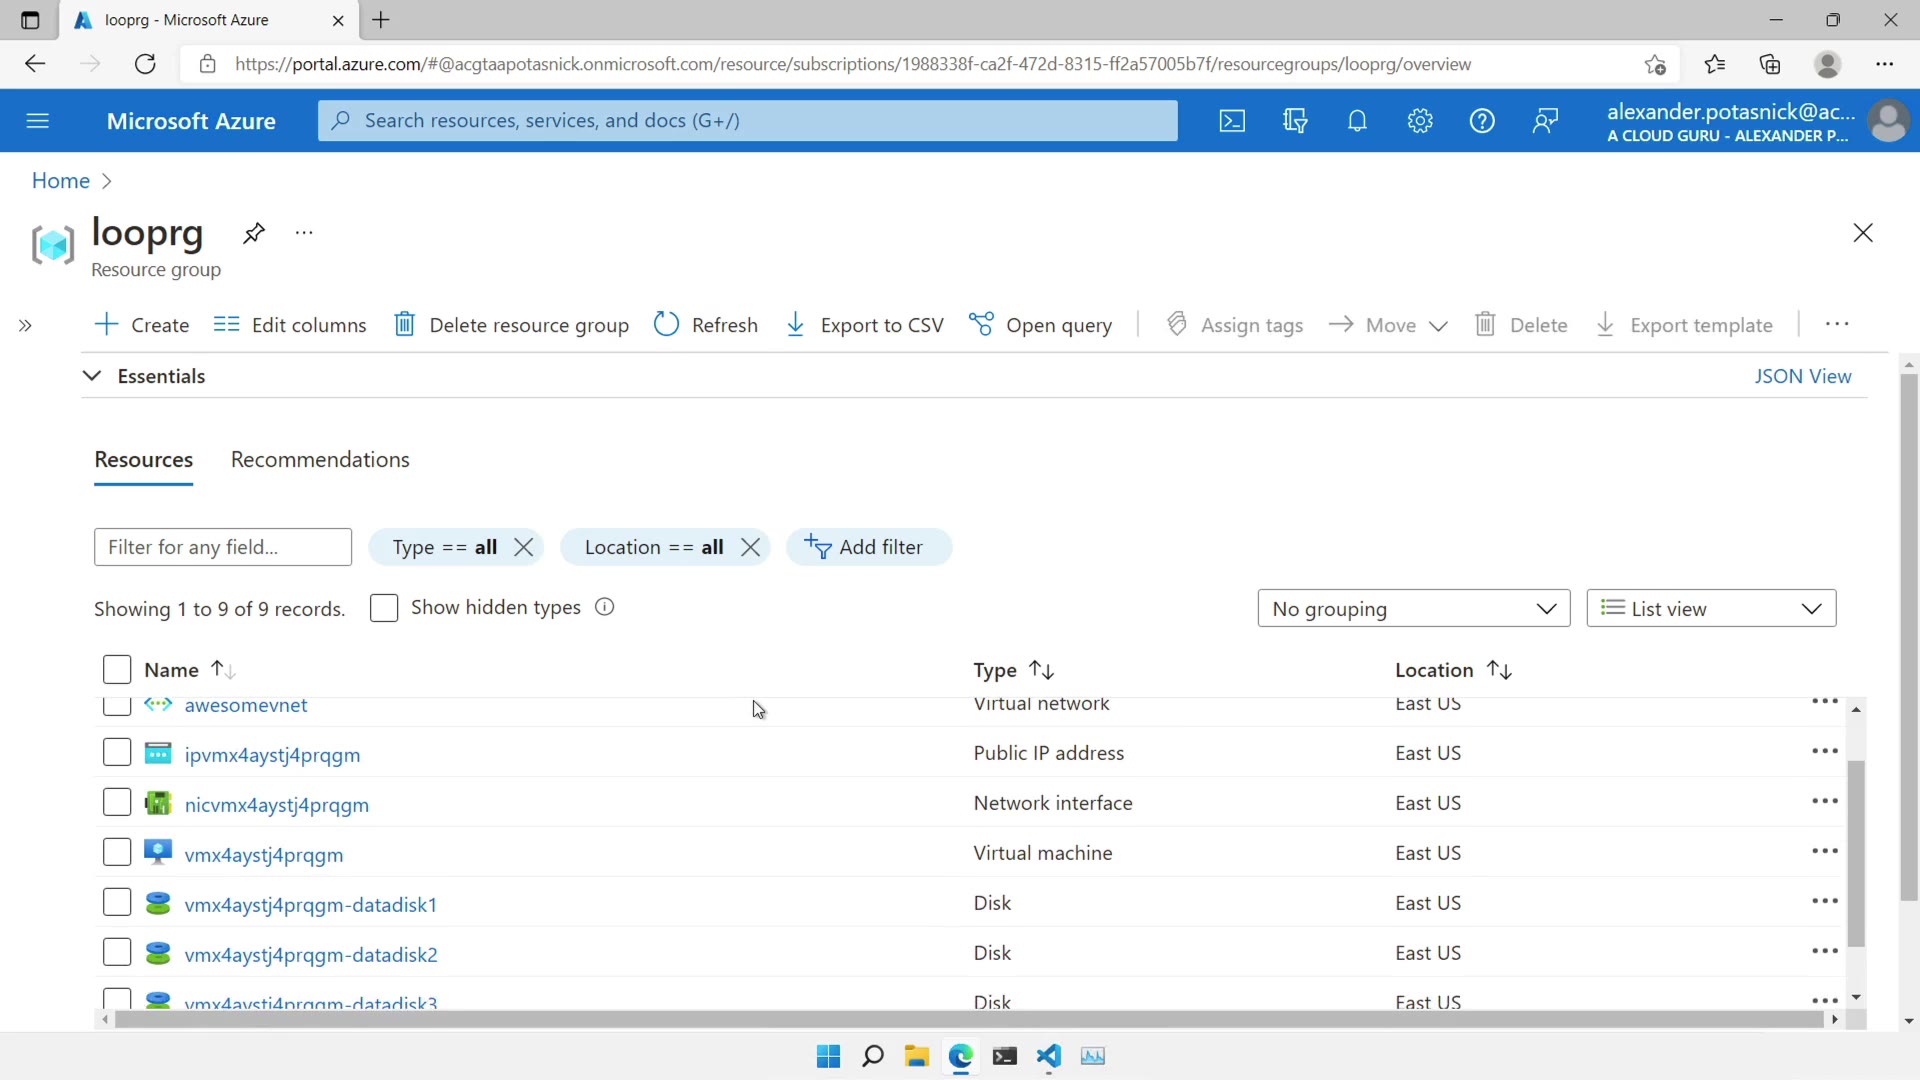 looprg - Microsoft Azure
https://portal.azure.com/#@acgtaapotasnick.onmicrosoft.com/resource/subscriptions/1988338f-ca2f-472d-8315-ff2a57005b7f/resourcegroups/looprg/overview
Microsoft Azure
Search resources, services, and docs (G+/)
alexander.potasnick@ac...
A CLOUD GURU - ALEXANDER P...
Home
looprg
Resource group
Create Edit columns Delete resource group Refresh Export to CSV Open query Assign tags Move Delete Export template
Essentials JSON View
Resources Recommendations
Filter for any field... Type == all Location == all Add filter
Showing 1 to 9 of 9 records. Show hidden types No grouping List view
Name Type Location
awesomevnet Virtual network East US
ipvmx4aystj4prqgm Public IP address East US
nicvmx4aystj4prqgm Network interface East US
vmx4aystj4prqgm Virtual machine East US
vmx4aystj4prqgm-datadisk1 Disk East US
vmx4aystj4prqgm-datadisk2 Disk East US
vmx4aystj4prqgm-datadisk3 Disk East US